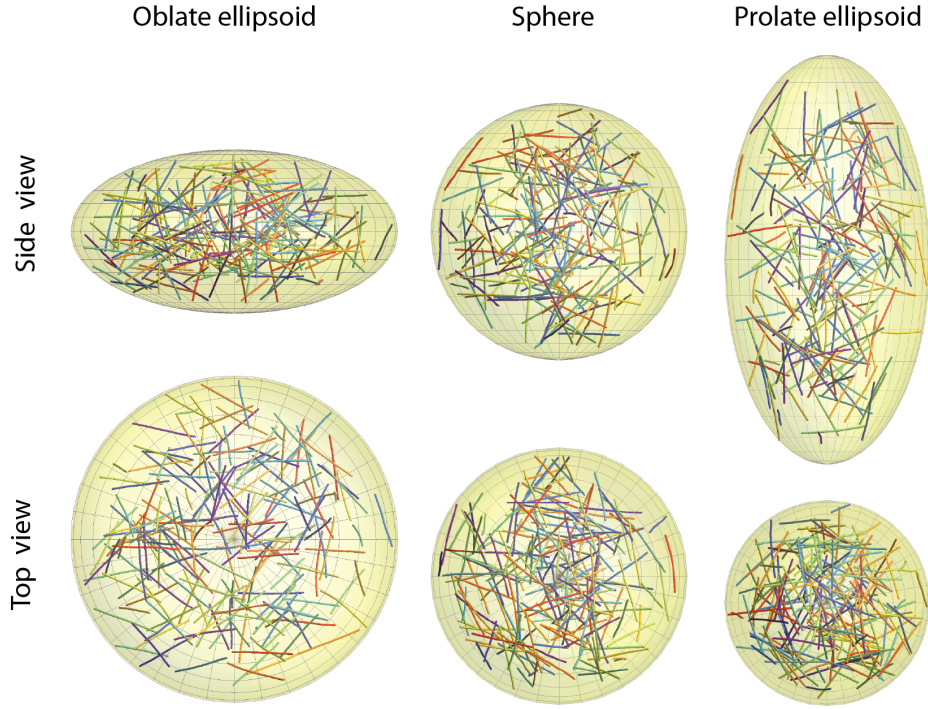 Oblate ellipsoid
Sphere
Prolate ellipsoid
Side view
Top view